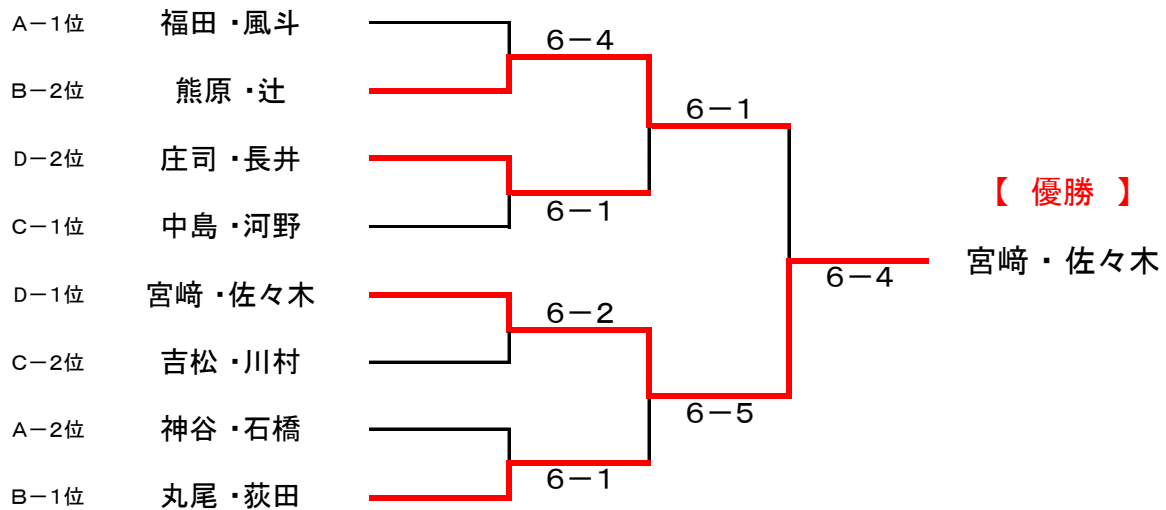 A－1位 福田・風斗
6－4
B－2位 熊原・辻
6－1
D－2位 庄司・長井
【 優勝 】
6－1
C－1位 中島・河野
宮﨑・佐々木
6－4
D－1位 宮﨑・佐々木
6－2
C－2位 吉松・川村
6－5
A－2位 神谷・石橋
6－1
B－1位 丸尾・荻田